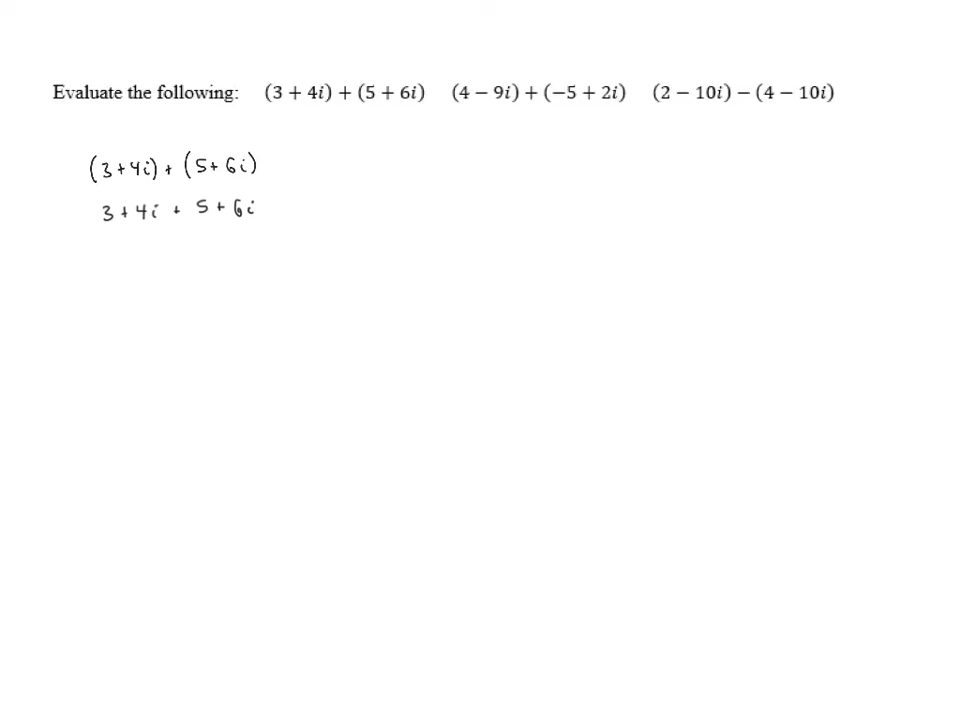 Evaluate the following: (3 + 4i) + (5 + 6i) (4 − 9i) + (−5 + 2i) (2 − 10i) − (4 − 10i)
(3+4i) + (5+6i)
3+4i + 5+6i